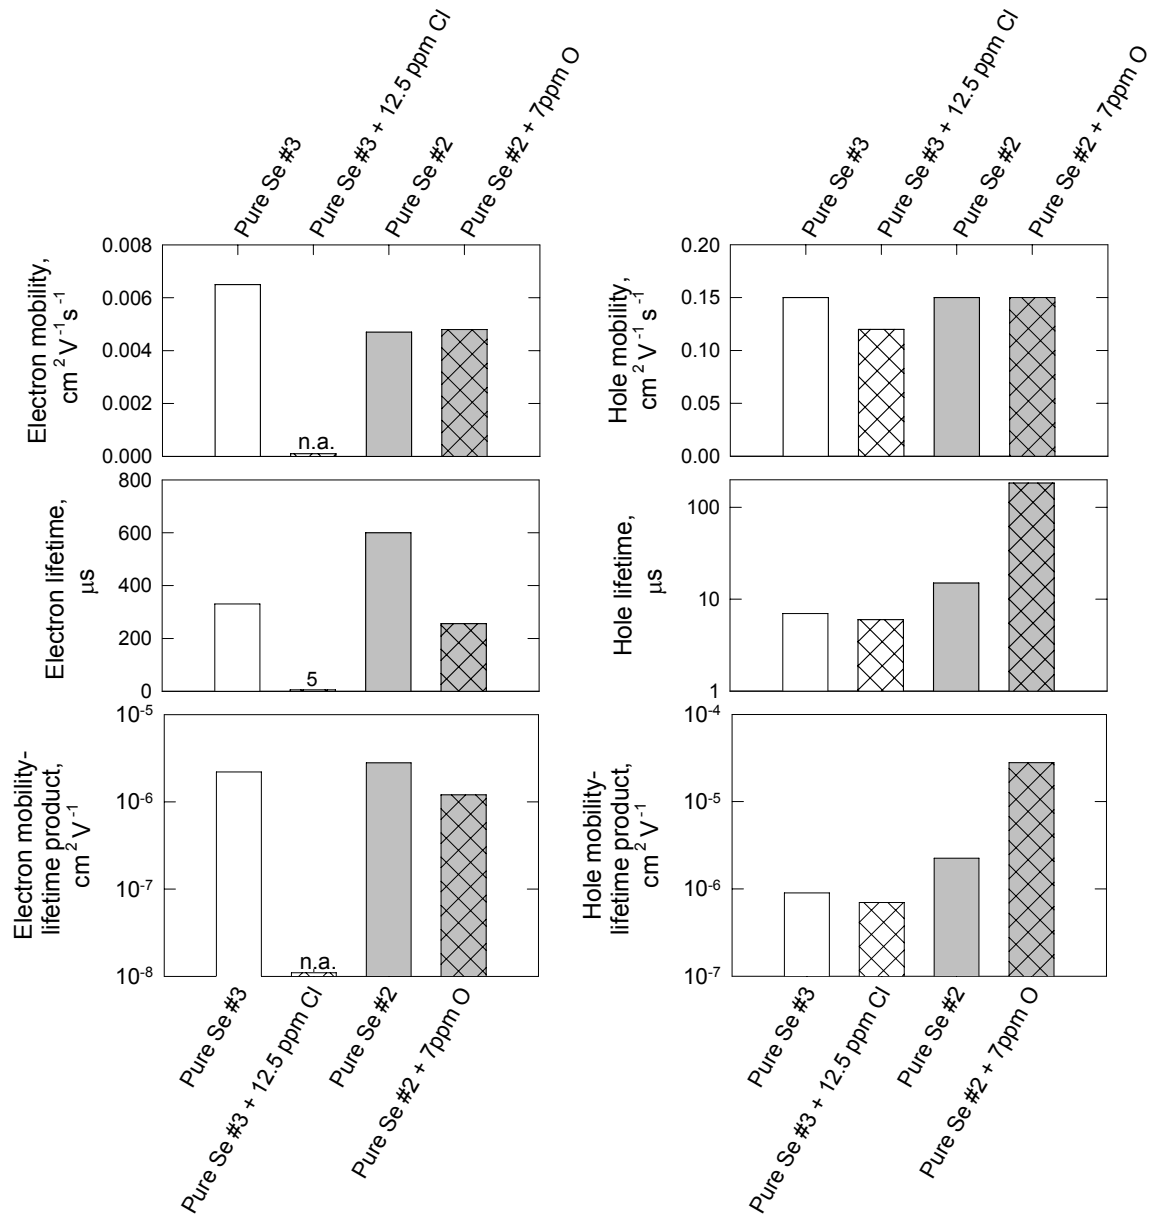 Pure Se #3
Pure Se #3 + 12.5 ppm Cl
Pure Se #2
Pure Se #2 + 7ppm O
Pure Se #3
Pure Se #3 + 12.5 ppm Cl
Pure Se #2
Pure Se #2 + 7ppm O
Electron mobility,
cm² V⁻¹s⁻¹
0.008
0.006
0.004
0.002
0.000
n.a.
Hole mobility,
cm² V⁻¹ s⁻¹
0.20
0.15
0.10
0.05
0.00
Electron lifetime,
μs
800
600
400
200
0
5
Hole lifetime,
μs
100
10
1
Electron mobility-
lifetime product,
cm² V⁻¹
10⁻⁵
10⁻⁶
10⁻⁷
10⁻⁸
n.a.
Hole mobility-
lifetime product,
cm² V⁻¹
10⁻⁴
10⁻⁵
10⁻⁶
10⁻⁷
Pure Se #3
Pure Se #3 + 12.5 ppm Cl
Pure Se #2
Pure Se #2 + 7ppm O
Pure Se #3
Pure Se #3 + 12.5 ppm Cl
Pure Se #2
Pure Se #2 + 7ppm O